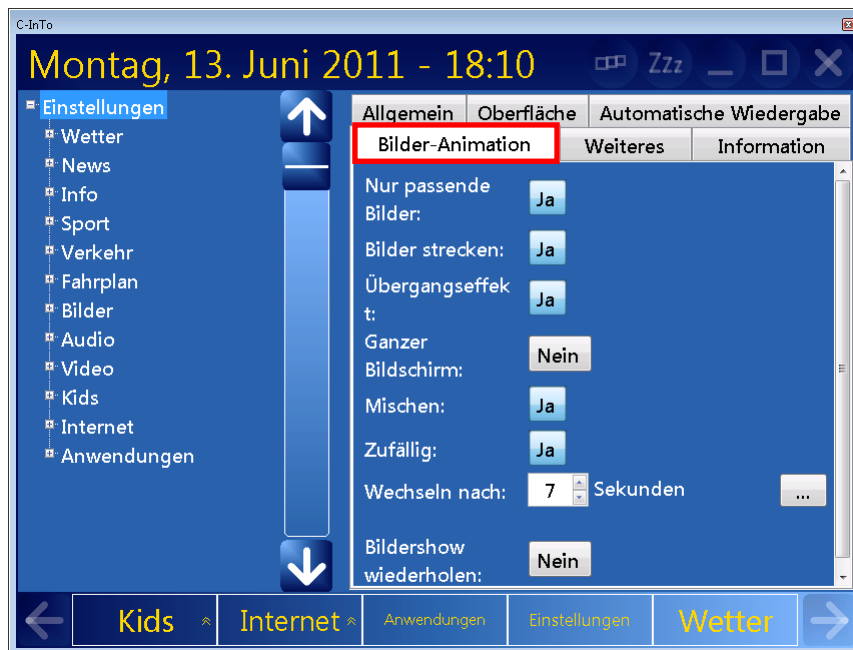 C-InTo
Montag, 13. Juni 2011 - 18:10
Zzz
Einstellungen
Wetter
News
Info
Sport
Verkehr
Fahrplan
Bilder
Audio
Video
Kids
Internet
Anwendungen
Allgemein Oberfläche Automatische Wiedergabe
Bilder-Animation Weiteres Information
Nur passende
Bilder: Ja
Bilder strecken: Ja
Übergangseffek
t: Ja
Ganzer
Bildschirm: Nein
Mischen: Ja
Zufällig: Ja
Wechseln nach: 7 Sekunden ...
Bildershow
wiederholen: Nein
Kids Internet Anwendungen Einstellungen Wetter